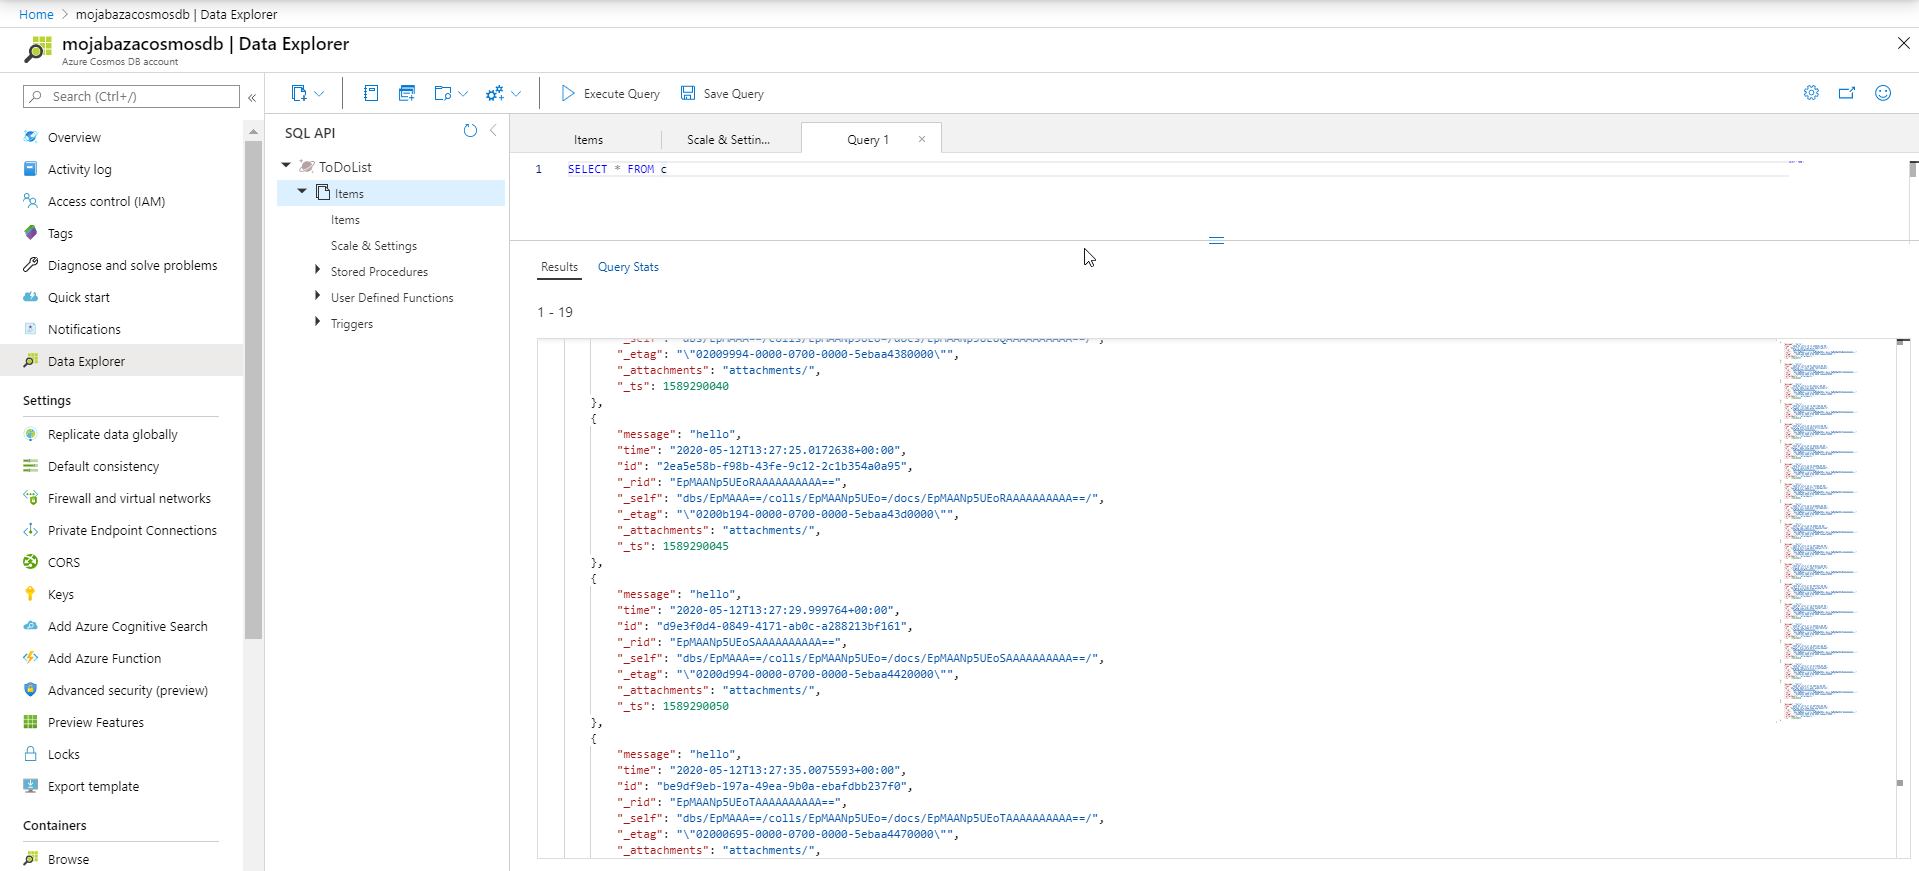 Home > mojabazacosmosdb | Data Explorer
mojabazacosmosdb | Data Explorer
Azure Cosmos DB account
Search (Ctrl+/)
«
Overview
Activity log
Access control (IAM)
Tags
Diagnose and solve problems
Quick start
Notifications
Data Explorer
Settings
Replicate data globally
Default consistency
Firewall and virtual networks
Private Endpoint Connections
CORS
Keys
Add Azure Cognitive Search
Add Azure Function
Advanced security (preview)
Preview Features
Locks
Export template
Containers
Browse
Execute Query
Save Query
SQL API
ToDoList
Items
Items
Scale & Settings
Stored Procedures
User Defined Functions
Triggers
Items
Scale & Settin...
Query 1
1 SELECT * FROM c
Results
Query Stats
1 - 19
"_etag": "\"02009994-0000-0700-0000-5ebaa4380000\"",
"_attachments": "attachments/",
"_ts": 1589290040
},
{
"message": "hello",
"time": "2020-05-12T13:27:25.0172638+00:00",
"id": "2ea5e58b-f98b-43fe-9c12-2c1b354a0a95",
"_rid": "EpMAANp5UEoRAAAAAAAAAA==",
"_self": "dbs/EpMAAA==/colls/EpMAANp5UEo=/docs/EpMAANp5UEoRAAAAAAAAAA==/",
"_etag": "\"0200b194-0000-0700-0000-5ebaa43d0000\"",
"_attachments": "attachments/",
"_ts": 1589290045
},
{
"message": "hello",
"time": "2020-05-12T13:27:29.999764+00:00",
"id": "d9e3f0d4-0849-4171-ab0c-a288213bf161",
"_rid": "EpMAANp5UEoSAAAAAAAAAA==",
"_self": "dbs/EpMAAA==/colls/EpMAANp5UEo=/docs/EpMAANp5UEoSAAAAAAAAAA==/",
"_etag": "\"0200d994-0000-0700-0000-5ebaa4420000\"",
"_attachments": "attachments/",
"_ts": 1589290050
},
{
"message": "hello",
"time": "2020-05-12T13:27:35.0075593+00:00",
"id": "be9df9eb-197a-49ea-9b0a-ebafdbb237f0",
"_rid": "EpMAANp5UEoTAAAAAAAAAA==",
"_self": "dbs/EpMAAA==/colls/EpMAANp5UEo=/docs/EpMAANp5UEoTAAAAAAAAAA==/",
"_etag": "\"02000695-0000-0700-0000-5ebaa4470000\"",
"_attachments": "attachments/",